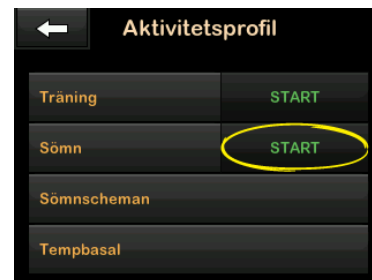 Aktivitetsprofil
Träning START
Sömn START
Sömnscheman
Tempbasal